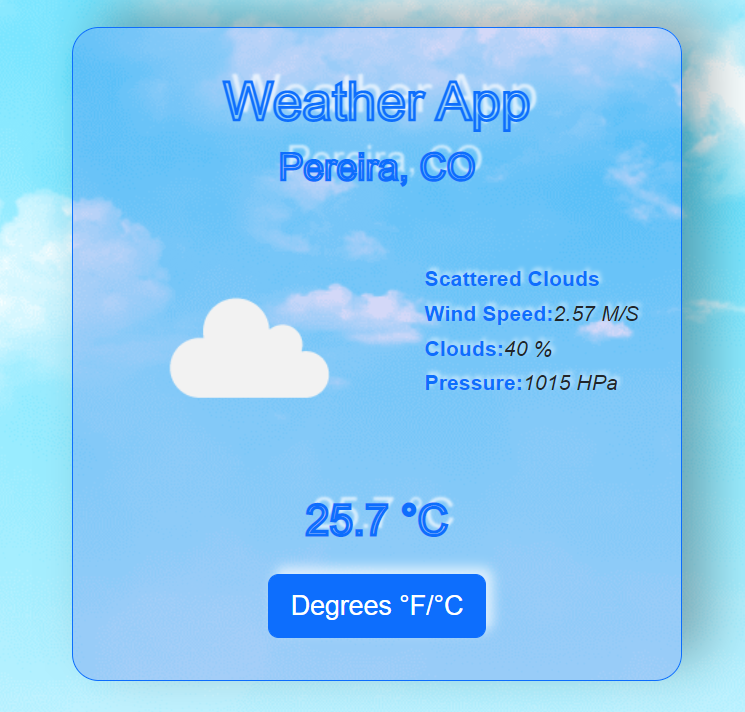 Weather App
Pereira, CO
Scattered Clouds
Wind Speed:2.57 M/S
Clouds:40 %
Pressure:1015 HPa
25.7 °C
Degrees °F/°C